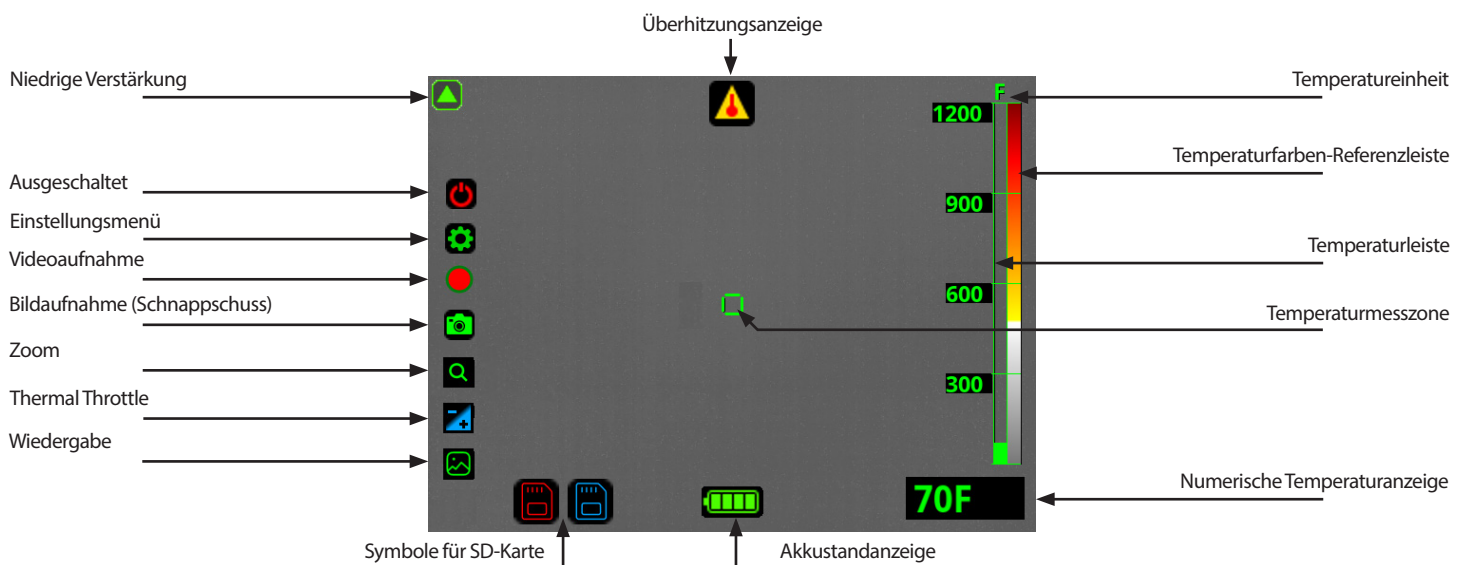 Überhitzungsanzeige
Niedrige Verstärkung
Temperatureinheit
F
1200
Temperaturfarben-Referenzleiste
Ausgeschaltet
900
Einstellungsmenü
Temperaturleiste
Videoaufnahme
600
Bildaufnahme (Schnappschuss)
Temperaturmesszone
Zoom
300
Thermal Throttle
Wiedergabe
Numerische Temperaturanzeige
70F
Symbole für SD-Karte
Akkustandanzeige